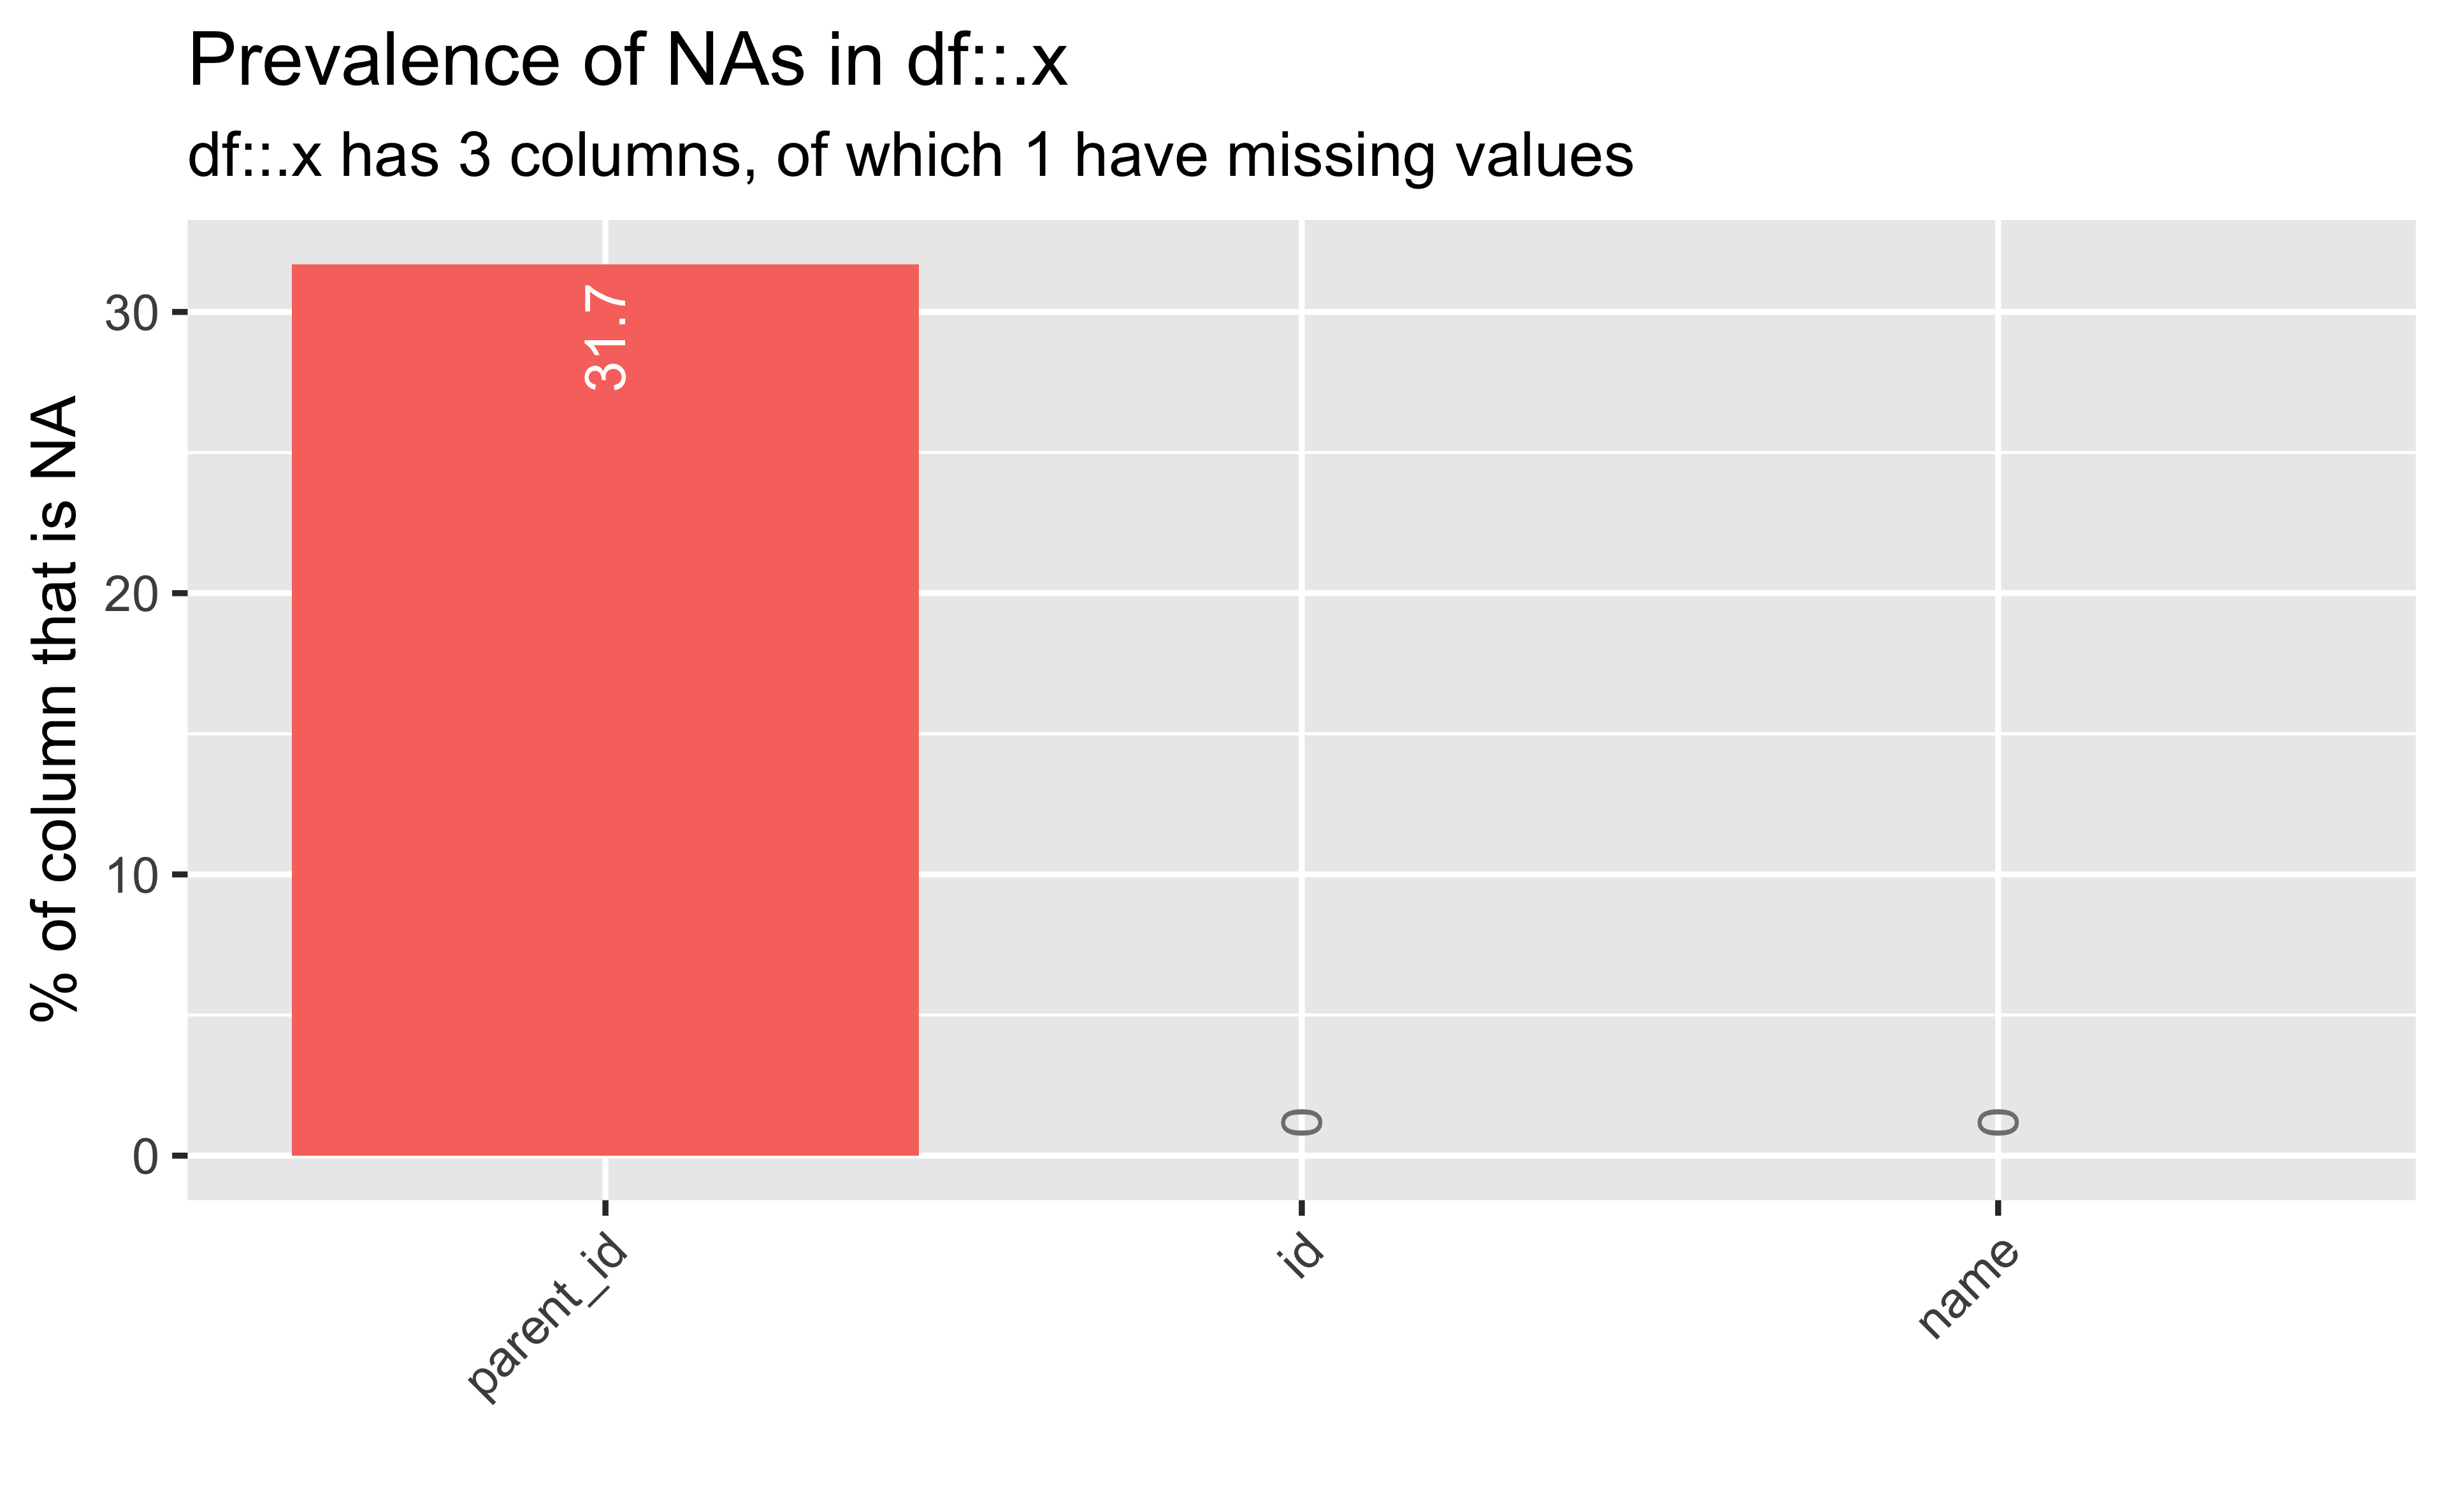 Prevalence of NAs in df::.x
df::.x has 3 columns, of which 1 have missing values
% of column that is NA
30
20
10
0
31.7
0
0
parent_id
id
name